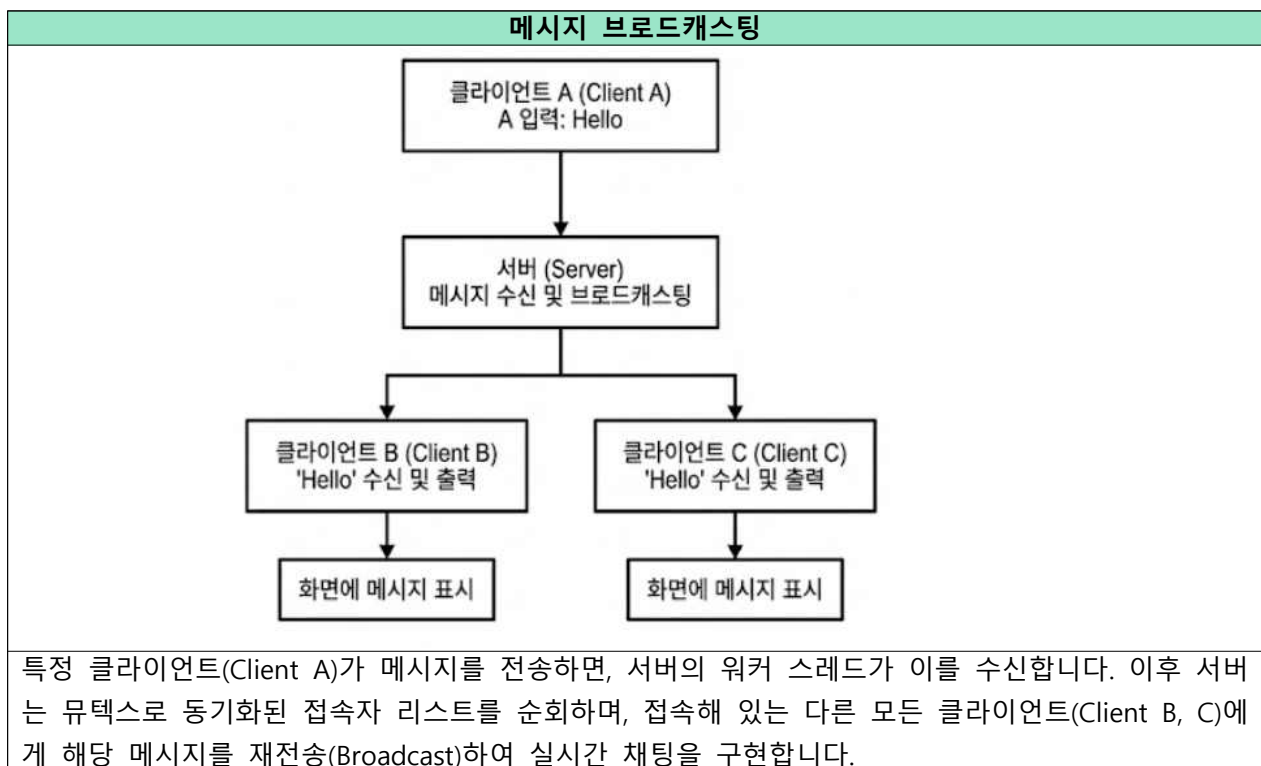 메시지 브로드캐스팅
클라이언트 A (Client A)
A 입력: Hello
서버 (Server)
메시지 수신 및 브로드캐스팅
클라이언트 B (Client B)
'Hello' 수신 및 출력
클라이언트 C (Client C)
'Hello' 수신 및 출력
화면에 메시지 표시
화면에 메시지 표시
특정 클라이언트(Client A)가 메시지를 전송하면, 서버의 워커 스레드가 이를 수신합니다. 이후 서버
는 뮤텍스로 동기화된 접속자 리스트를 순회하며, 접속해 있는 다른 모든 클라이언트(Client B, C)에
게 해당 메시지를 재전송(Broadcast)하여 실시간 채팅을 구현합니다.